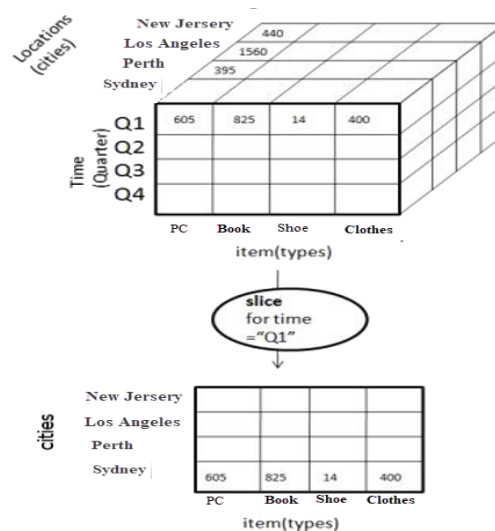 New Jersery
Los Angeles
Perth
Sydney
Locations
(cities)
440
1560
395
Q1 605 825 14 400
Q2
Q3
Q4
Time
(Quarter)
PC Book Shoe Clothes
item(types)
slice
for time
="Q1"
New Jersery
Los Angeles
Perth
Sydney 605 825 14 400
cities
PC Book Shoe Clothes
item(types)